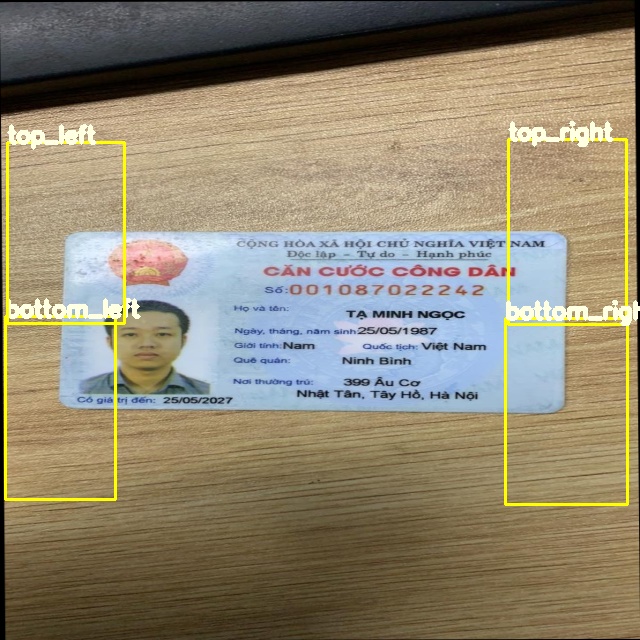 top_left
top_right
CỘNG HÒA XÃ HỘI CHỦ NGHĨA VIỆT NAM
Độc lập - Tự do - Hạnh phúc
CĂN CƯỚC CÔNG DÂN
Số: 001087022242
bottom_left
bottom_righ
Họ và tên:
TẠ MINH NGỌC
Ngày, tháng, năm sinh: 25/05/1987
Giới tính: Nam Quốc tịch: Việt Nam
Quê quán: Ninh Bình
Nơi thường trú: 399 Âu Cơ
Nhật Tân, Tây Hồ, Hà Nội
Có giá trị đến: 25/05/2027